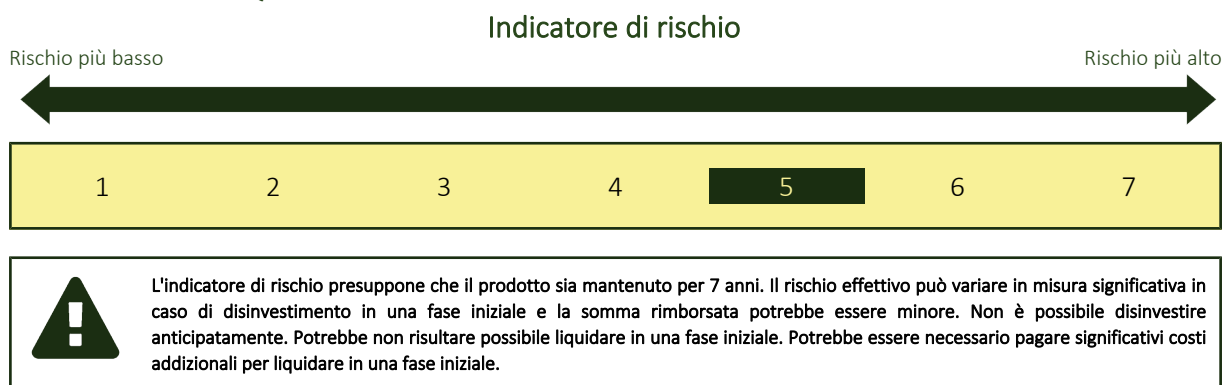 Indicatore di rischio
Rischio più basso
Rischio più alto
1 2 3 4 5 6 7
L'indicatore di rischio presuppone che il prodotto sia mantenuto per 7 anni. Il rischio effettivo può variare in misura significativa in
caso di disinvestimento in una fase iniziale e la somma rimborsata potrebbe essere minore. Non è possibile disinvestire
anticipatamente. Potrebbe non risultare possibile liquidare in una fase iniziale. Potrebbe essere necessario pagare significativi costi
addizionali per liquidare in una fase iniziale.